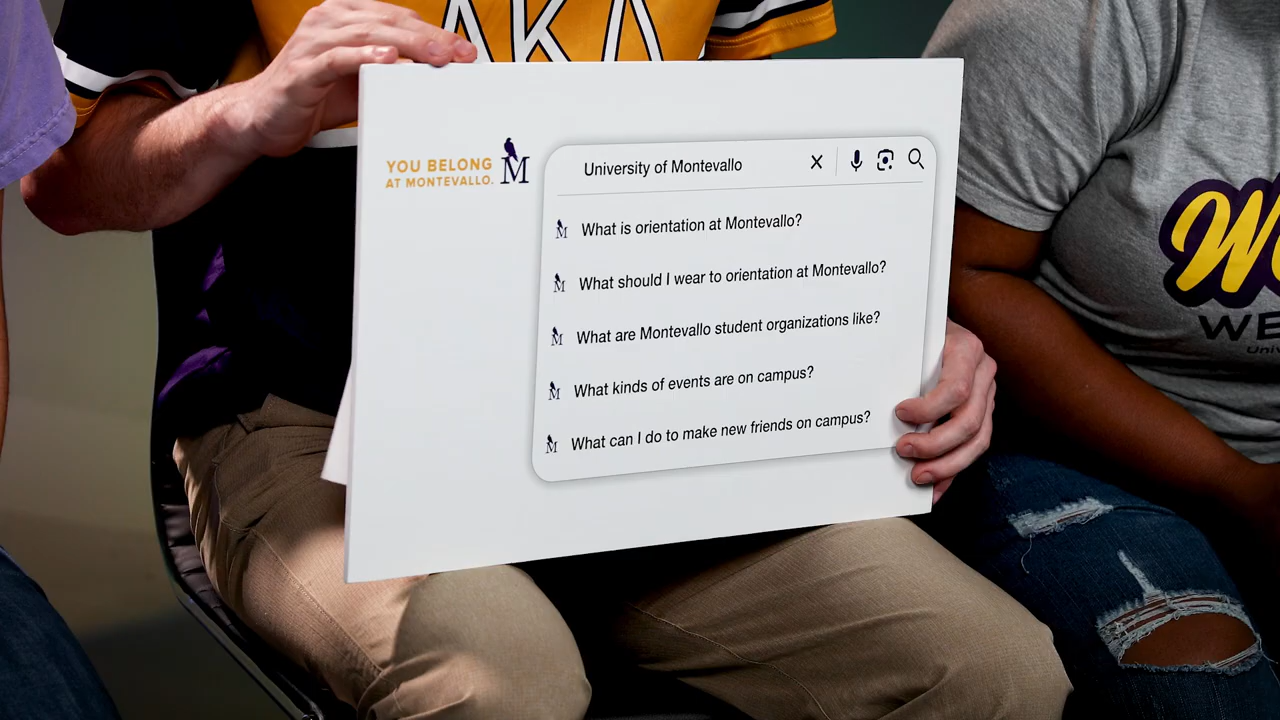 ΛKΛ
YOU BELONG
AT MONTEVALLO.
M
University of Montevallo
What is orientation at Montevallo?
What should I wear to orientation at Montevallo?
What are Montevallo student organizations like?
What kinds of events are on campus?
What can I do to make new friends on campus?
WE
Univ